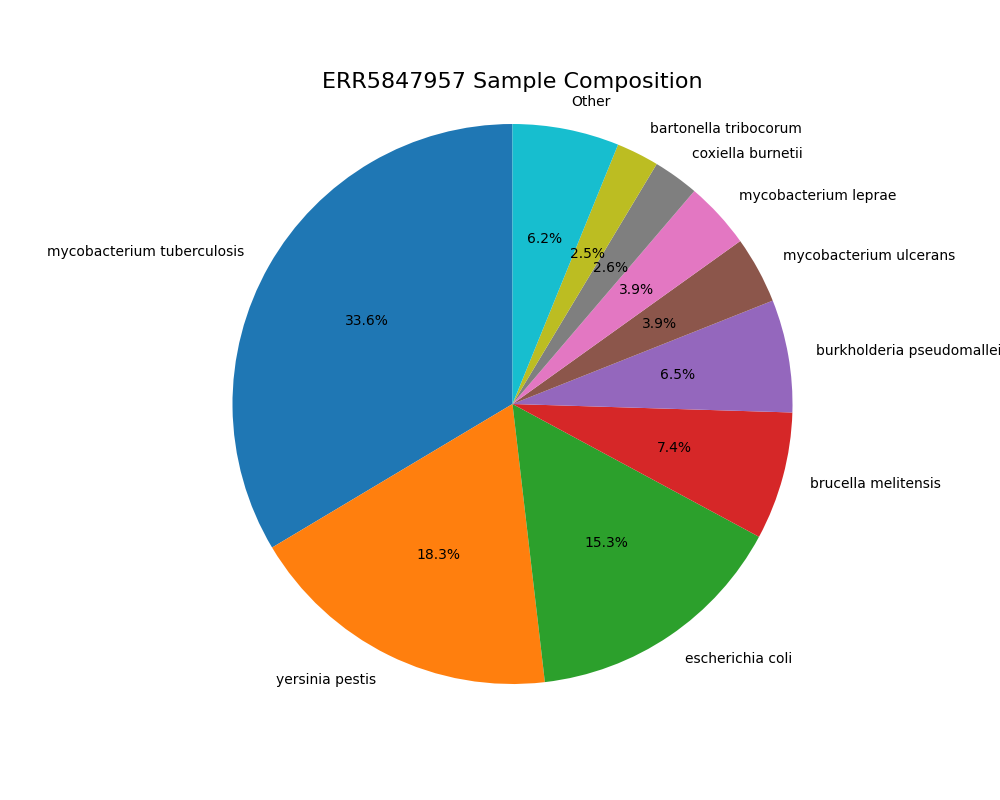 ERR5847957 Sample Composition
Other
bartonella tribocorum
coxiella burnetii
mycobacterium leprae
mycobacterium ulcerans
mycobacterium tuberculosis
burkholderia pseudomallei
brucella melitensis
escherichia coli
yersinia pestis
6.2%
2.5%
2.6%
3.9%
3.9%
33.6%
6.5%
7.4%
15.3%
18.3%